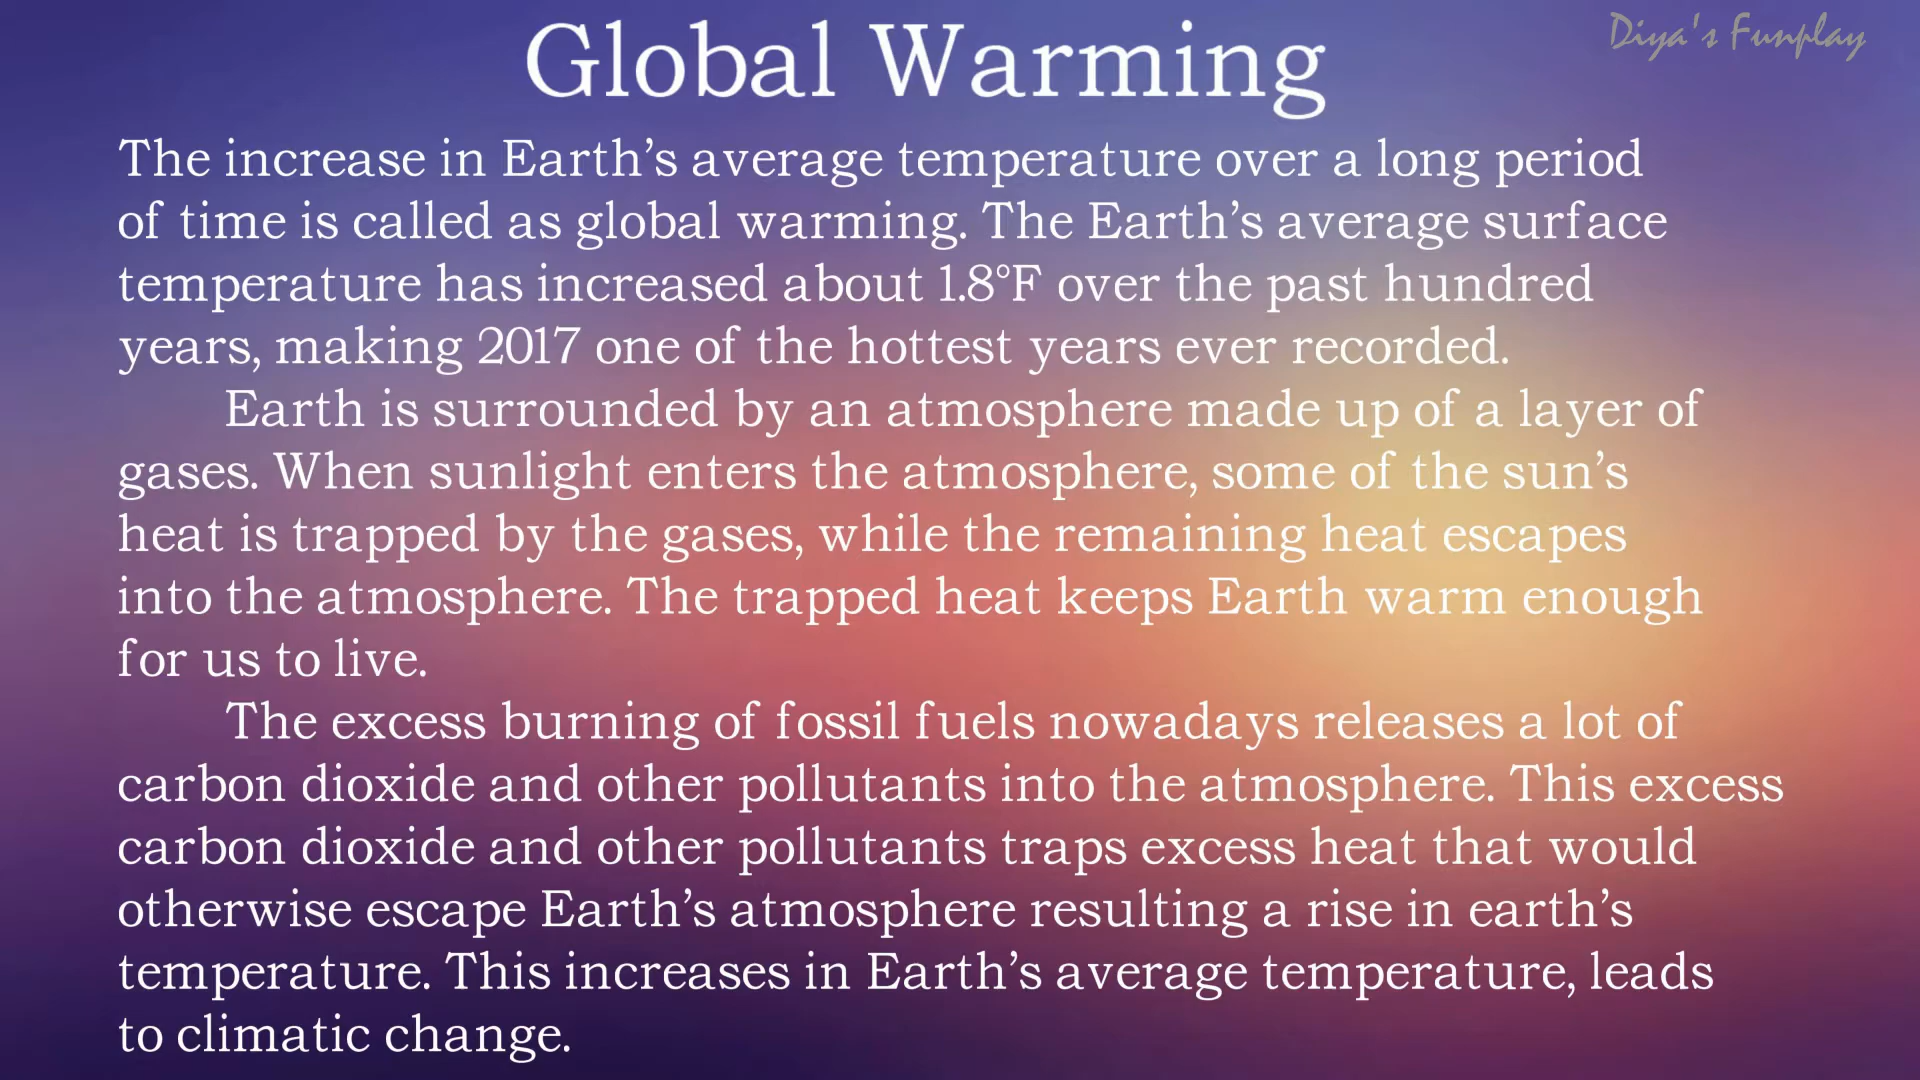 Global Warming
Diya's Funplay
The increase in Earth’s average temperature over a long period
of time is called as global warming. The Earth’s average surface
temperature has increased about 1.8°F over the past hundred
years, making 2017 one of the hottest years ever recorded.
Earth is surrounded by an atmosphere made up of a layer of
gases. When sunlight enters the atmosphere, some of the sun’s
heat is trapped by the gases, while the remaining heat escapes
into the atmosphere. The trapped heat keeps Earth warm enough
for us to live.
The excess burning of fossil fuels nowadays releases a lot of
carbon dioxide and other pollutants into the atmosphere. This excess
carbon dioxide and other pollutants traps excess heat that would
otherwise escape Earth’s atmosphere resulting a rise in earth’s
temperature. This increases in Earth’s average temperature, leads
to climatic change.